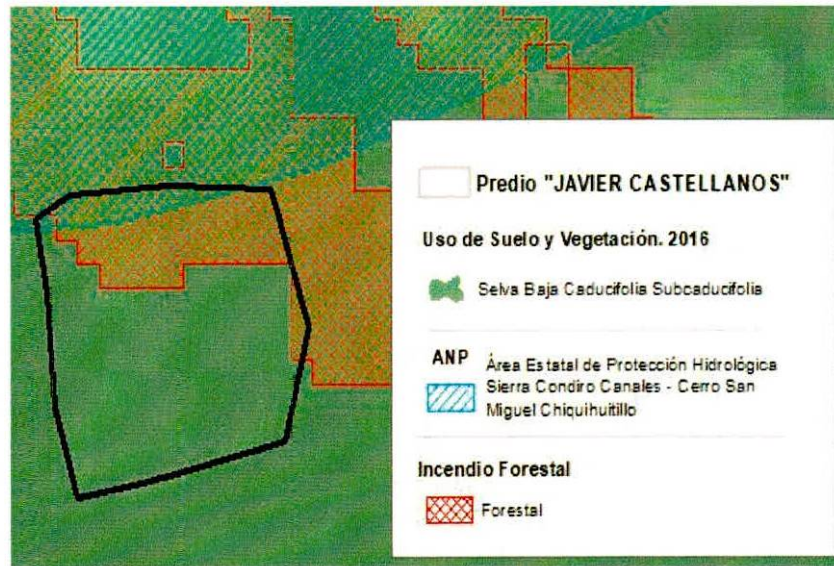 Predio "JAVIER CASTELLANOS"
Uso de Suelo y Vegetación. 2016
Selva Baja Caducifolia Subcaducifolia
ANP
Área Estatal de Protección Hidrológica
Sierra Condiro Canales - Cerro San
Miguel Chiquihuitillo
Incendio Forestal
Forestal